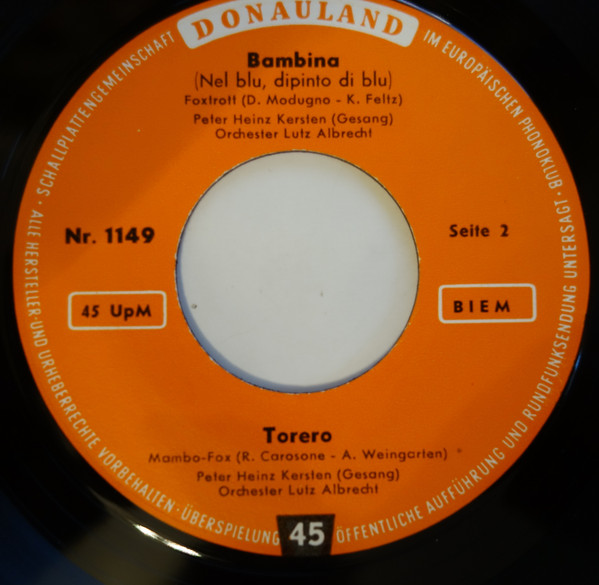 DONAULAND
SCHALLPLATTENGEMEINSCHAFT IM EUROPÄISCHEN PHONOKLUB · ALLE HERSTELLER- UND URHEBERRECHTE VORBEHALTEN · ÜBERSPIELUNG ÖFFENTLICHE AUFFÜHRUNG UND RUNDFUNKSENDUNG UNTERSAGT ·
Bambina
(Nel blu, dipinto di blu)
Foxtrott (D. Modugno - K. Feltz)
Peter Heinz Kersten (Gesang)
Orchester Lutz Albrecht
Nr. 1149
Seite 2
45 UpM
BIEM
Torero
Mambo-Fox (R. Carosone - A. Weingarten)
Peter Heinz Kersten (Gesang)
Orchester Lutz Albrecht
45